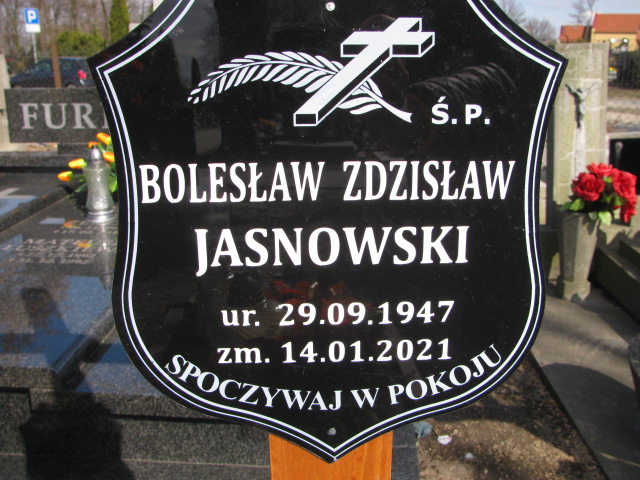 Ś.P.
BOLESŁAW ZDZISŁAW
JASNOWSKI
ur. 29.09.1947
zm. 14.01.2021
SPOCZYWAJ W POKOJU
P